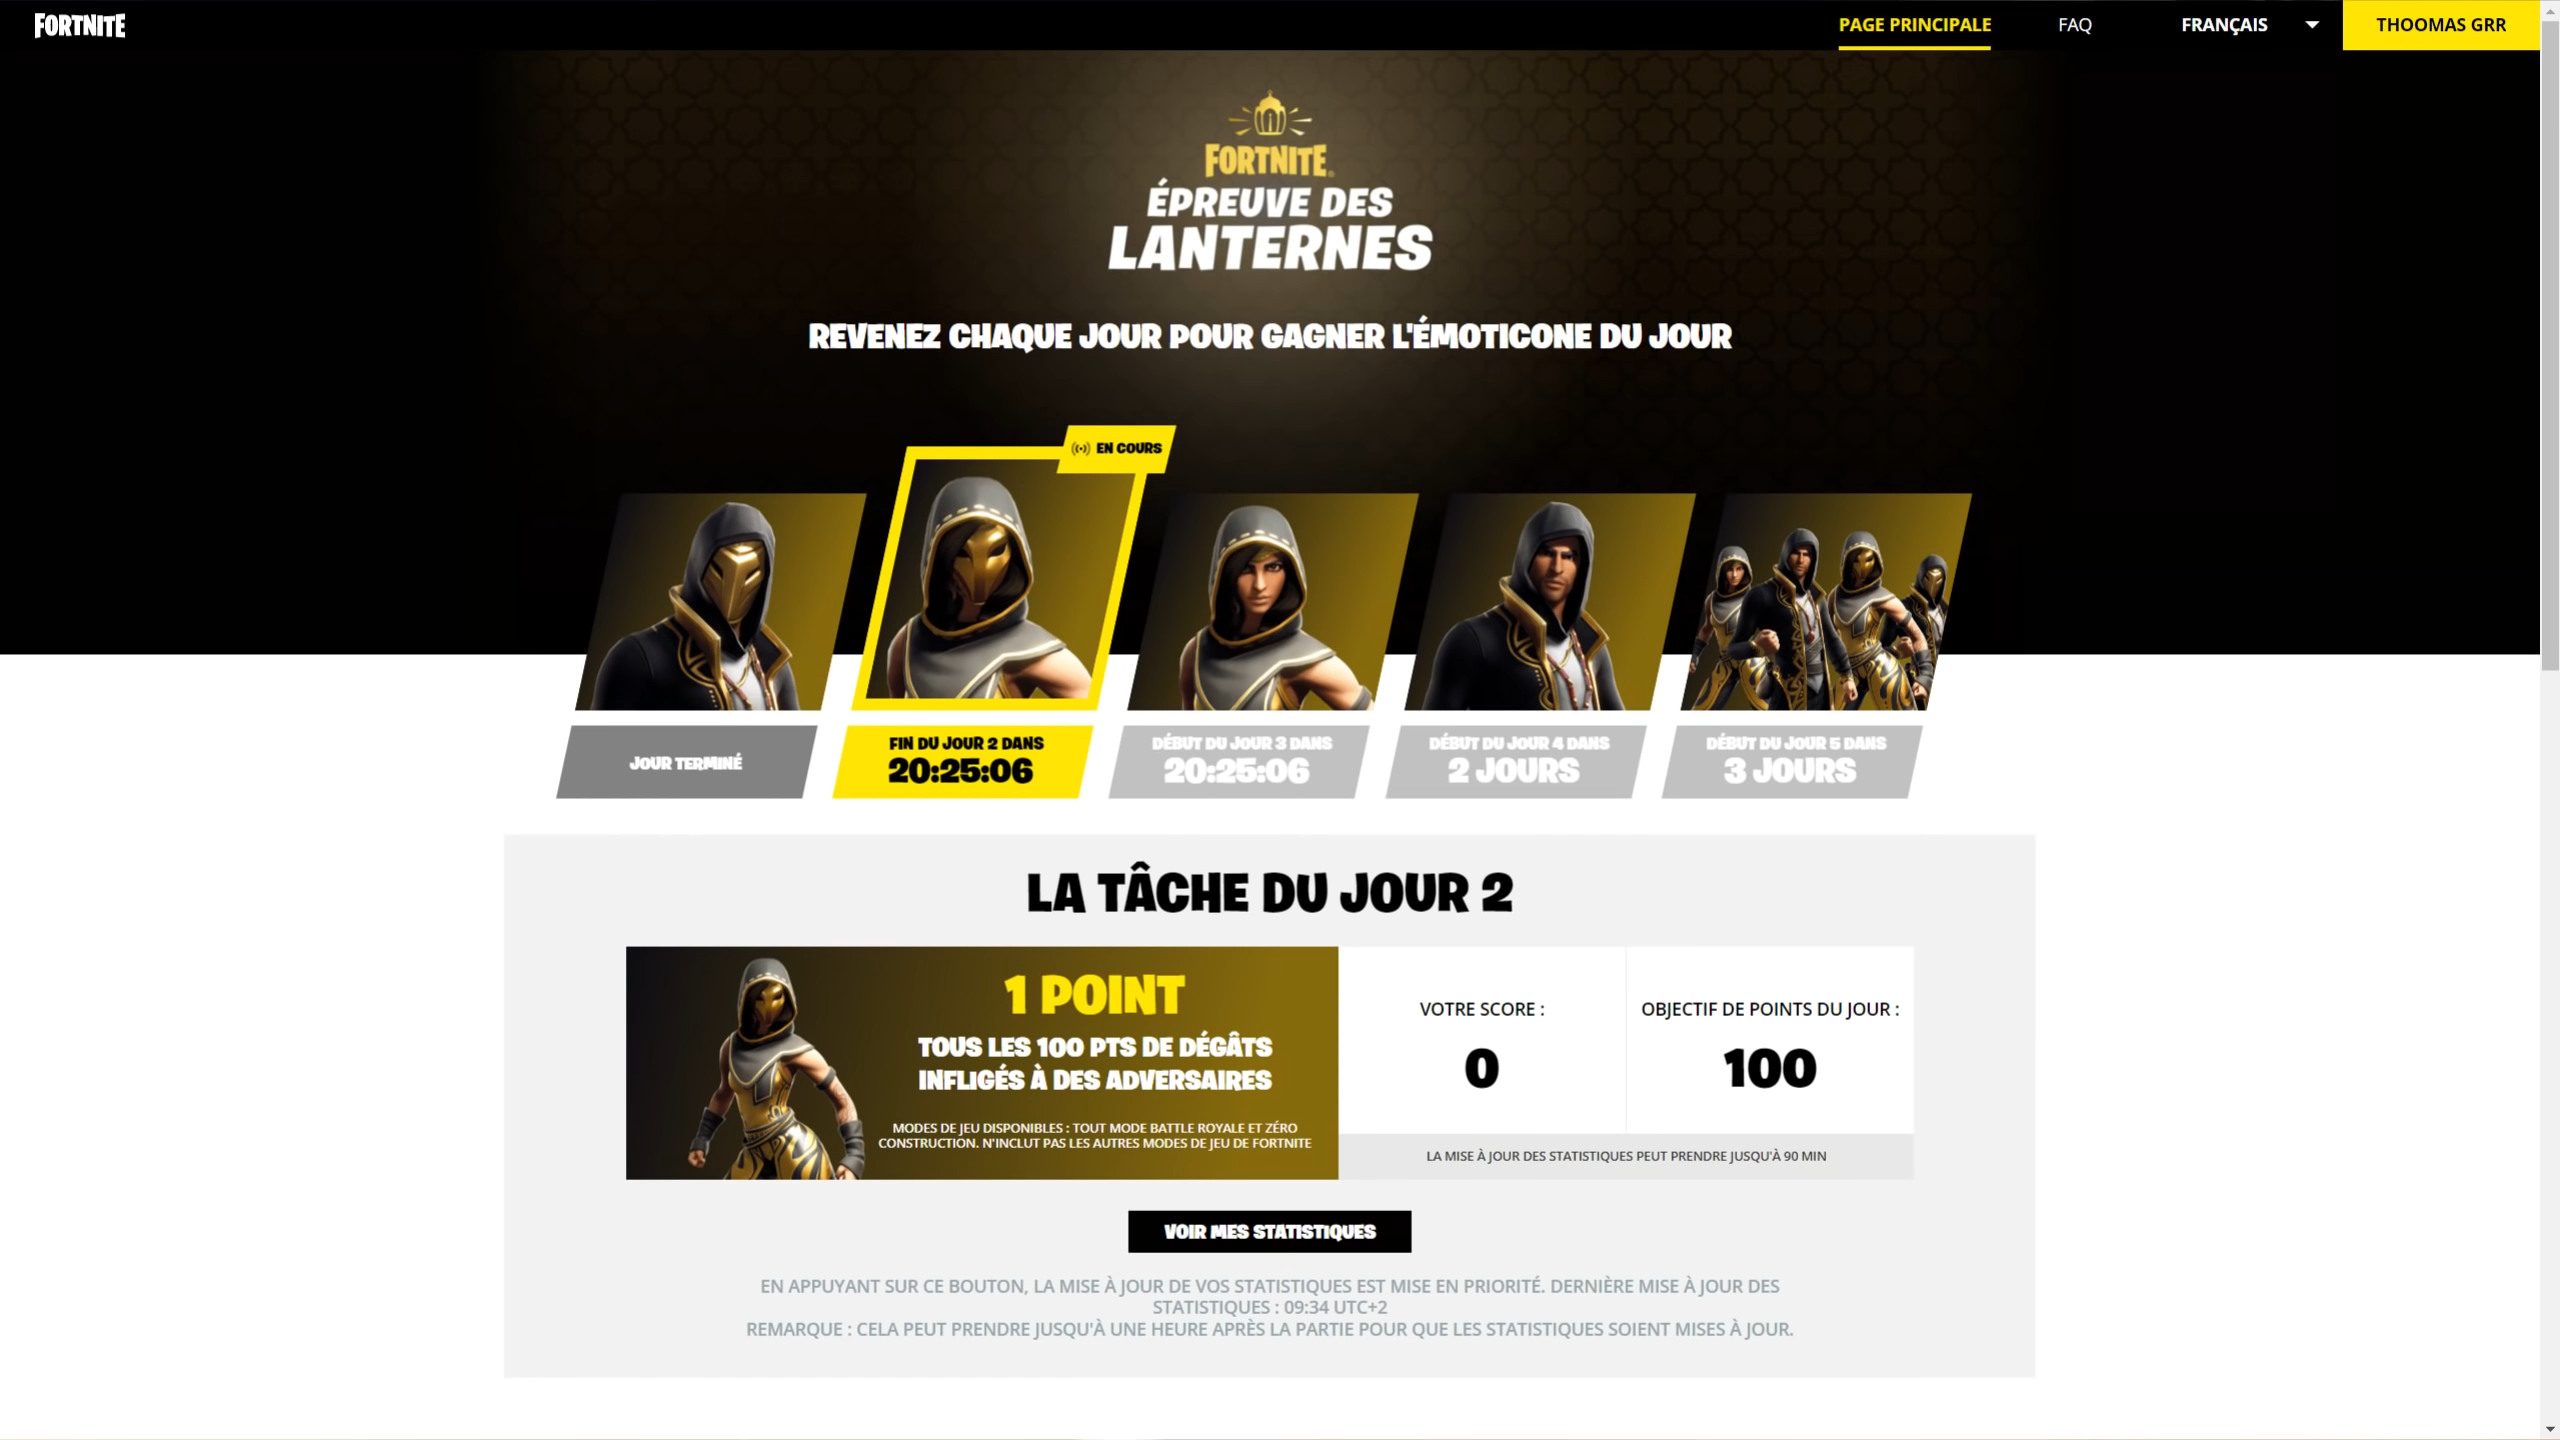 FORTNITE
PAGE PRINCIPALE
FAQ
FRANÇAIS
THOOMAS GRR
FORTNITE
ÉPREUVE DES
LANTERNES
REVENEZ CHAQUE JOUR POUR GAGNER L'ÉMOTICONE DU JOUR
EN COURS
JOUR TERMINÉ
FIN DU JOUR 2 DANS
20:25:06
DÉBUT DU JOUR 3 DANS
20:25:06
DÉBUT DU JOUR 4 DANS
2 JOURS
DÉBUT DU JOUR 5 DANS
3 JOURS
LA TÂCHE DU JOUR 2
1 POINT
TOUS LES 100 PTS DE DÉGÂTS
INFLIGÉS À DES ADVERSAIRES
MODES DE JEU DISPONIBLES : TOUT MODE BATTLE ROYALE ET ZÉRO
CONSTRUCTION. N'INCLUT PAS LES AUTRES MODES DE JEU DE FORTNITE
VOTRE SCORE :
0
OBJECTIF DE POINTS DU JOUR :
100
LA MISE À JOUR DES STATISTIQUES PEUT PRENDRE JUSQU'À 90 MIN
VOIR MES STATISTIQUES
EN APPUYANT SUR CE BOUTON, LA MISE À JOUR DE VOS STATISTIQUES EST MISE EN PRIORITÉ. DERNIÈRE MISE À JOUR DES
STATISTIQUES : 09:34 UTC+2
REMARQUE : CELA PEUT PRENDRE JUSQU'À UNE HEURE APRÈS LA PARTIE POUR QUE LES STATISTIQUES SOIENT MISES À JOUR.